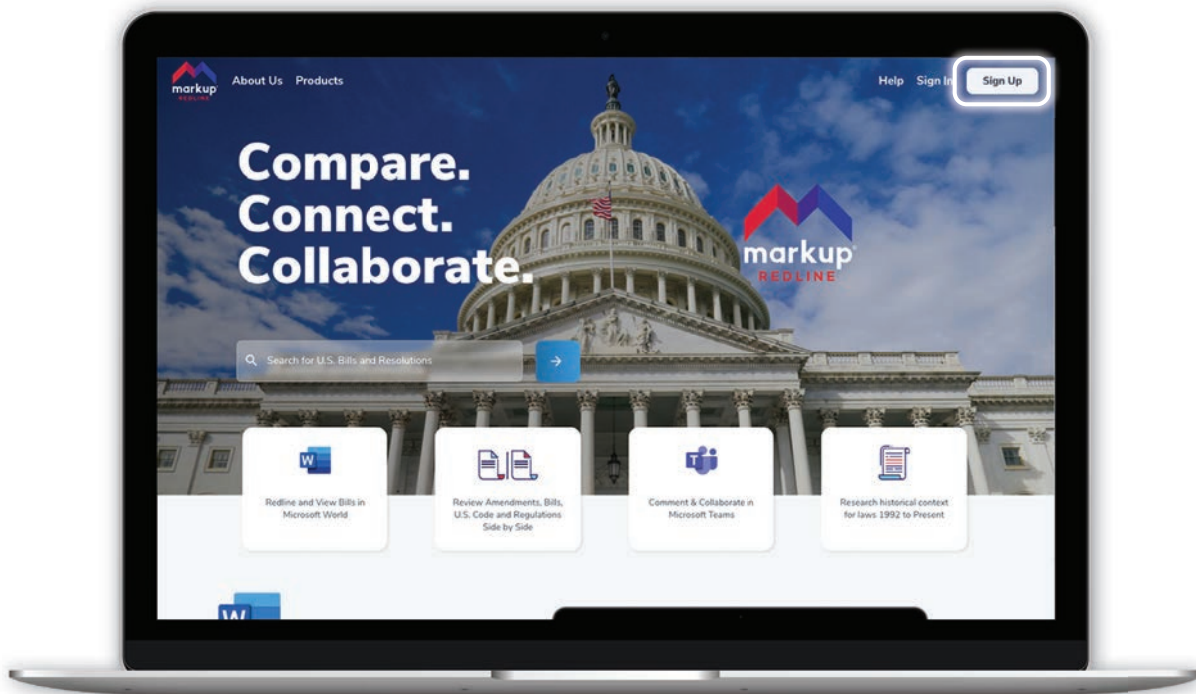 markup
REDLINE
About Us Products
Help Sign In
Sign Up
Compare.
Connect.
Collaborate.
markup®
REDLINE
Search for U.S. Bills and Resolutions
W
Redline and View Bills in
Microsoft World
Review Amendments, Bills,
U.S. Code and Regulations
Side by Side
T
Comment & Collaborate in
Microsoft Teams
Research historical context
for laws 1992 to Present
W